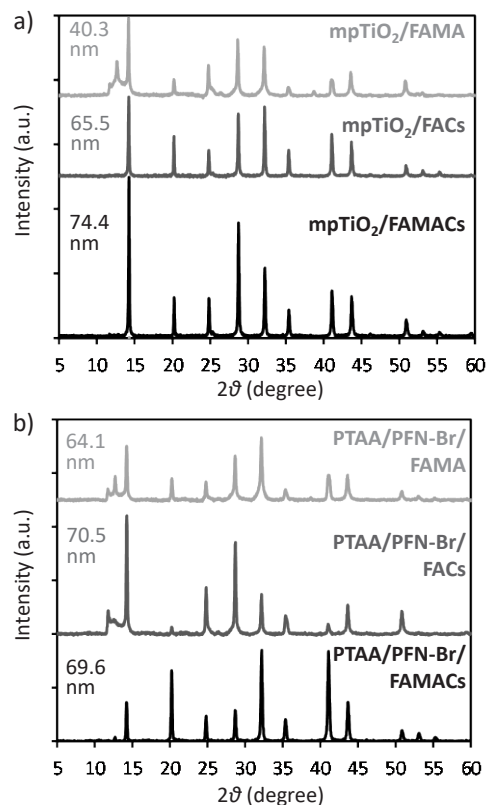 a)
40.3
nm
mpTiO₂/FAMA
65.5
nm
mpTiO₂/FACs
74.4
nm
mpTiO₂/FAMACs
Intensity (a.u.)
5 10 15 20 25 30 35 40 45 50 55 60
2ϑ (degree)
b)
64.1
nm
PTAA/PFN-Br/
FAMA
70.5
nm
PTAA/PFN-Br/
FACs
69.6
nm
PTAA/PFN-Br/
FAMACs
Intensity (a.u.)
5 10 15 20 25 30 35 40 45 50 55 60
2ϑ (degree)